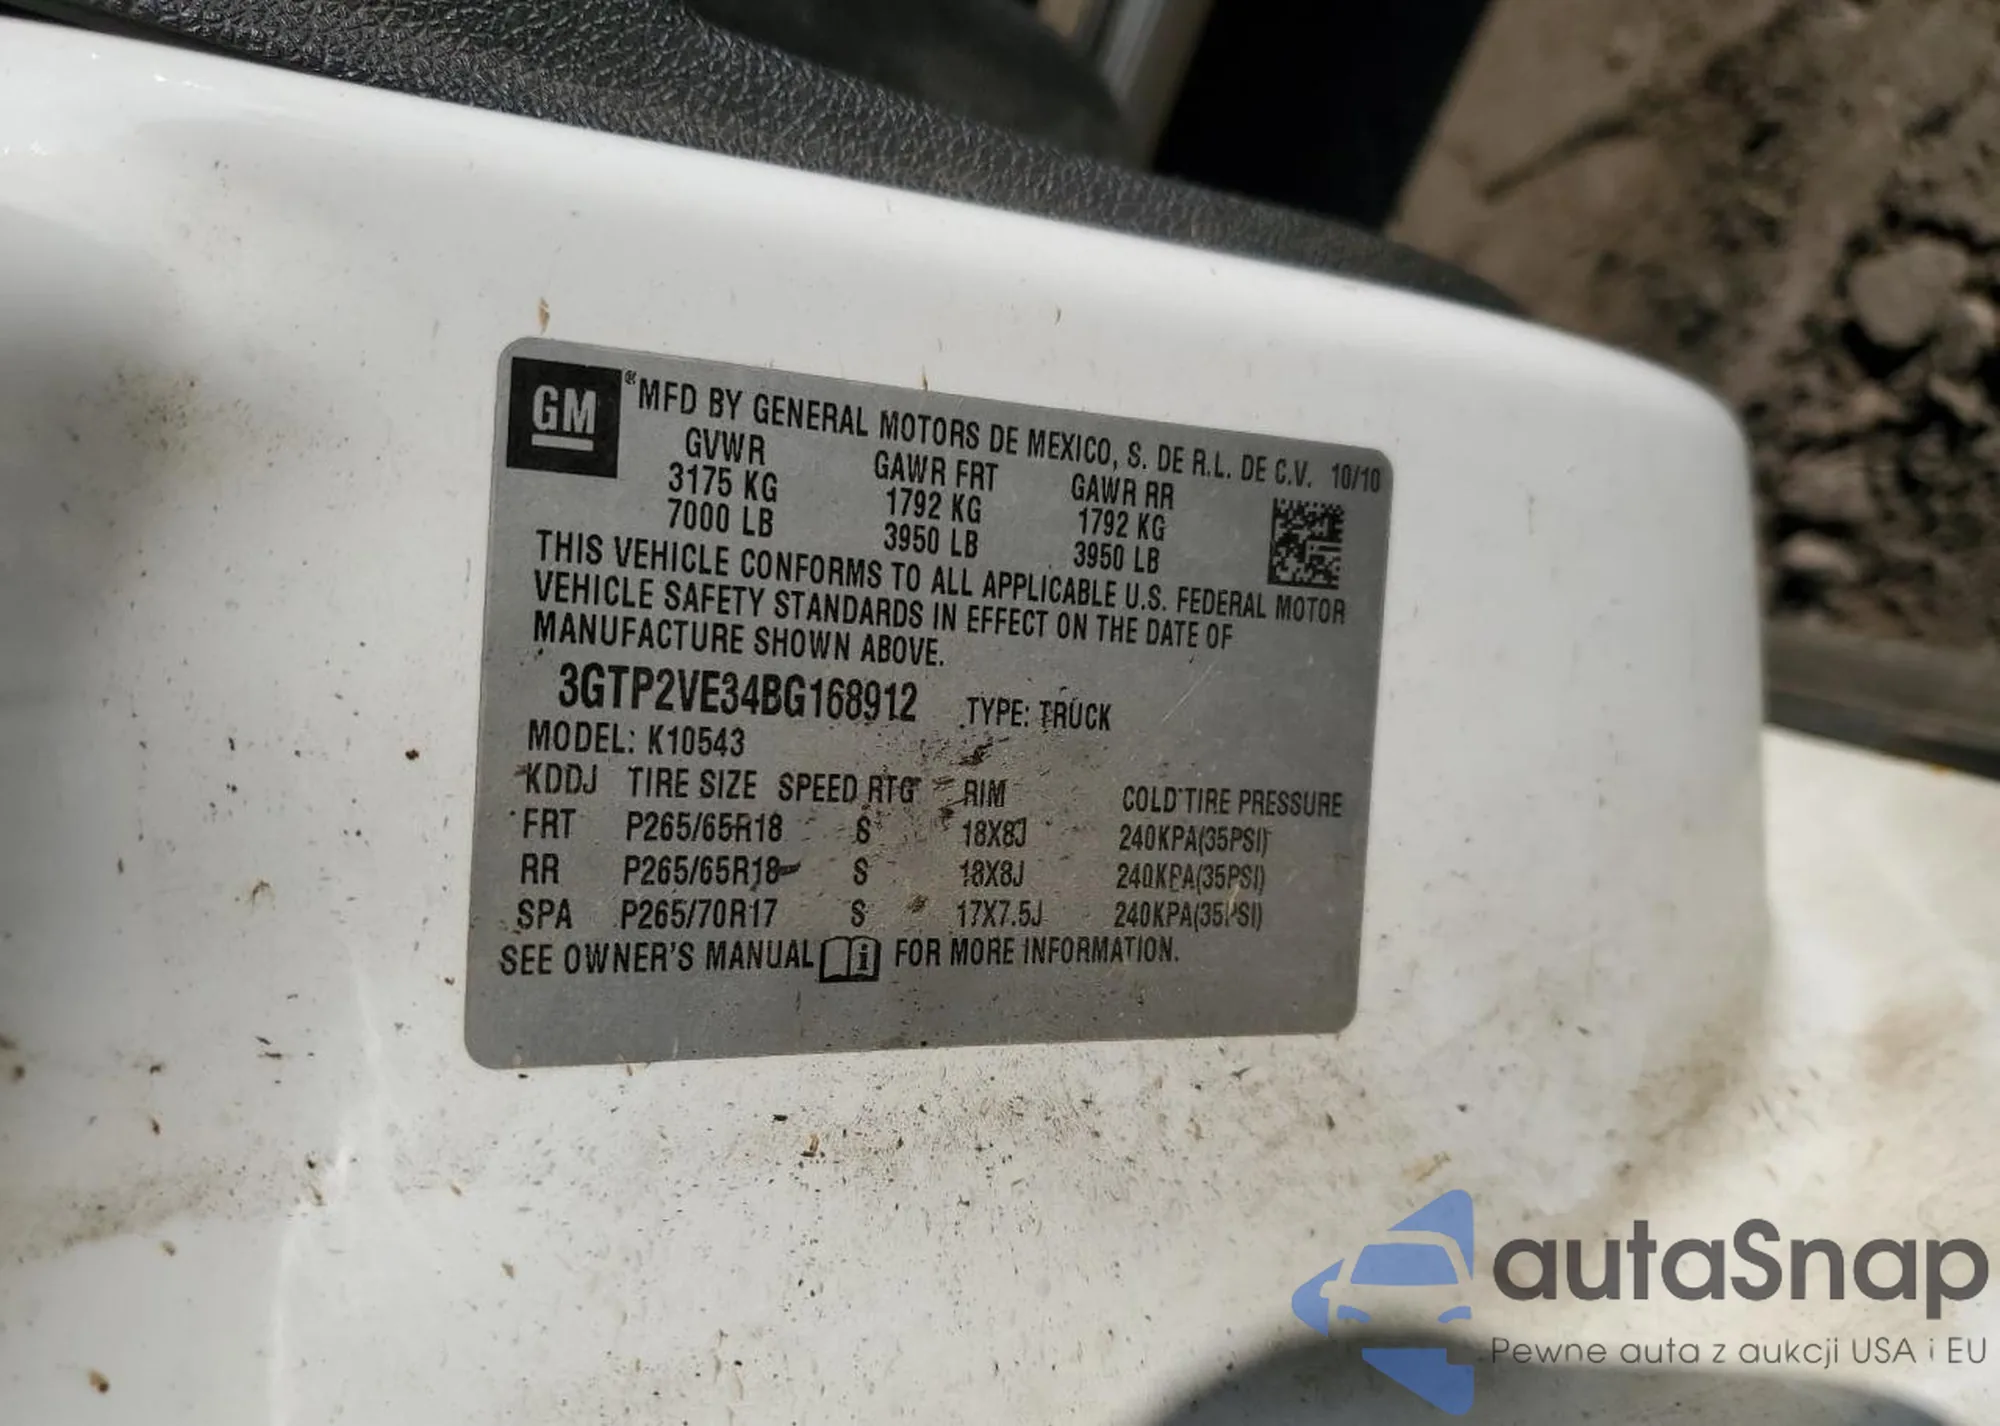 GM ® MFD BY GENERAL MOTORS DE MEXICO, S. DE R.L. DE C.V. 10/10
GVWR GAWR FRT GAWR RR
3175 KG 1792 KG 1792 KG
7000 LB 3950 LB 3950 LB
THIS VEHICLE CONFORMS TO ALL APPLICABLE U.S. FEDERAL MOTOR
VEHICLE SAFETY STANDARDS IN EFFECT ON THE DATE OF
MANUFACTURE SHOWN ABOVE.
3GTP2VE34BG168912 TYPE: TRUCK
MODEL: K10543
KDDJ TIRE SIZE SPEED RTG RIM COLD TIRE PRESSURE
FRT P265/65R18 S 18X8J 240KPA(35PSI)
RR P265/65R18 S 18X8J 240KPA(35PSI)
SPA P265/70R17 S 17X7.5J 240KPA(35PSI)
SEE OWNER'S MANUAL i FOR MORE INFORMATION.
autaSnap
Pewne auta z aukcji USA i EU